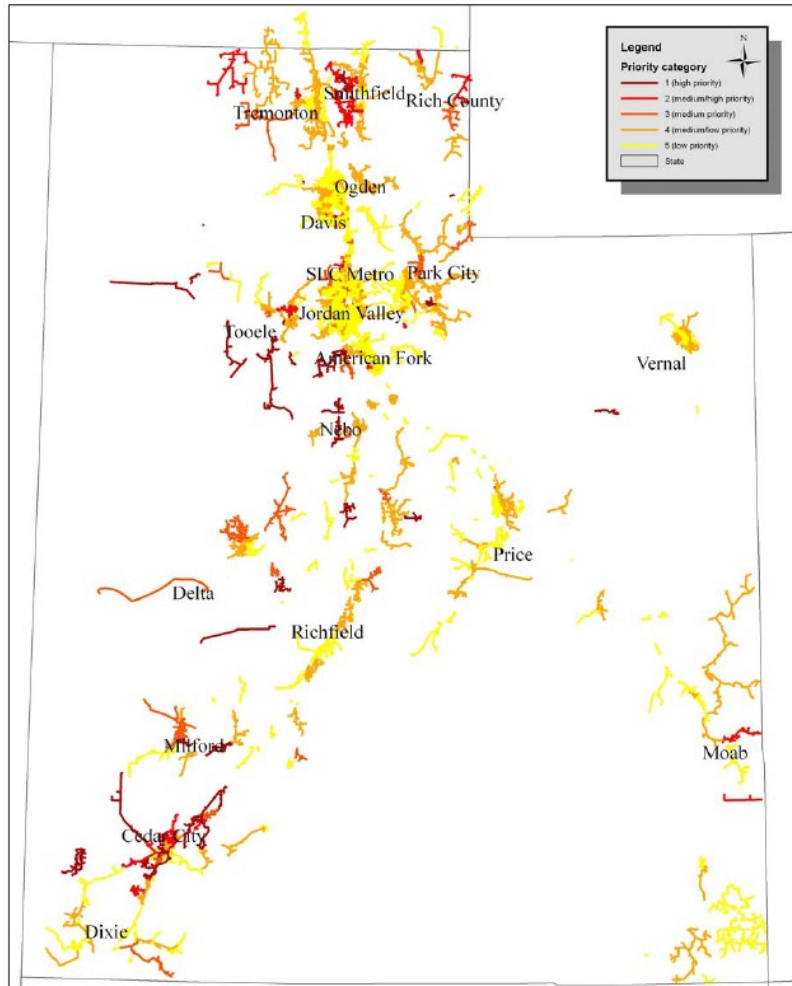 N
Legend
Priority category
1 (high priority)
2 (medium/high priority)
3 (medium priority)
4 (medium/low priority)
5 (low priority)
State
Smithfield
Tremonton
Rich County
Ogden
Davis
SLC Metro
Park City
Jordan Valley
Tooele
American Fork
Vernal
Nebo
Price
Delta
Richfield
Milford
Moab
Cedar City
Dixie